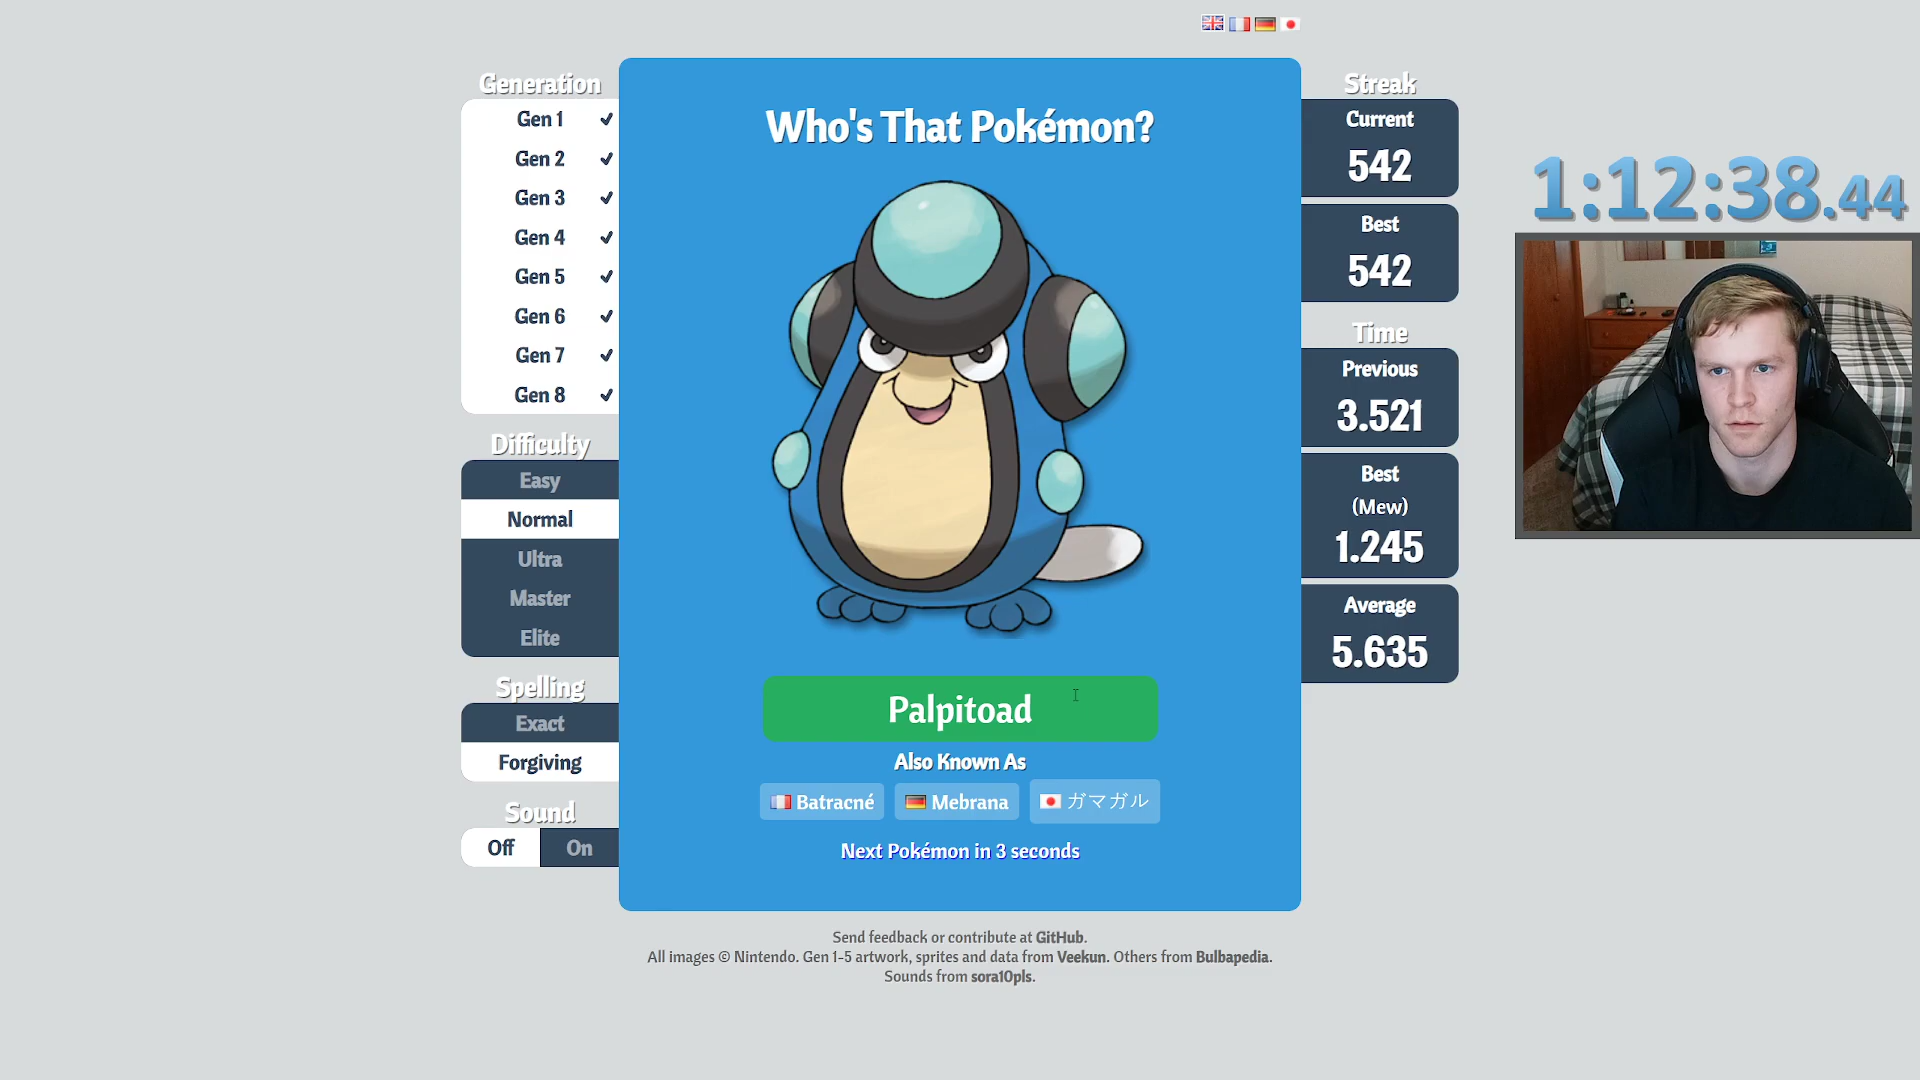 Generation
Gen 1
Gen 2
Gen 3
Gen 4
Gen 5
Gen 6
Gen 7
Gen 8
Difficulty
Easy
Normal
Ultra
Master
Elite
Spelling
Exact
Forgiving
Sound
Off On
Who's That Pokémon?
Palpitoad
Also Known As
Batracné Mebrana ガマガル
Next Pokémon in 3 seconds
Streak
Current
542
Best
542
Time
Previous
3.521
Best
(Mew)
1.245
Average
5.635
1:12:38.44
Send feedback or contribute at GitHub.
All images © Nintendo. Gen 1-5 artwork, sprites and data from Veekun. Others from Bulbapedia.
Sounds from sora10pls.